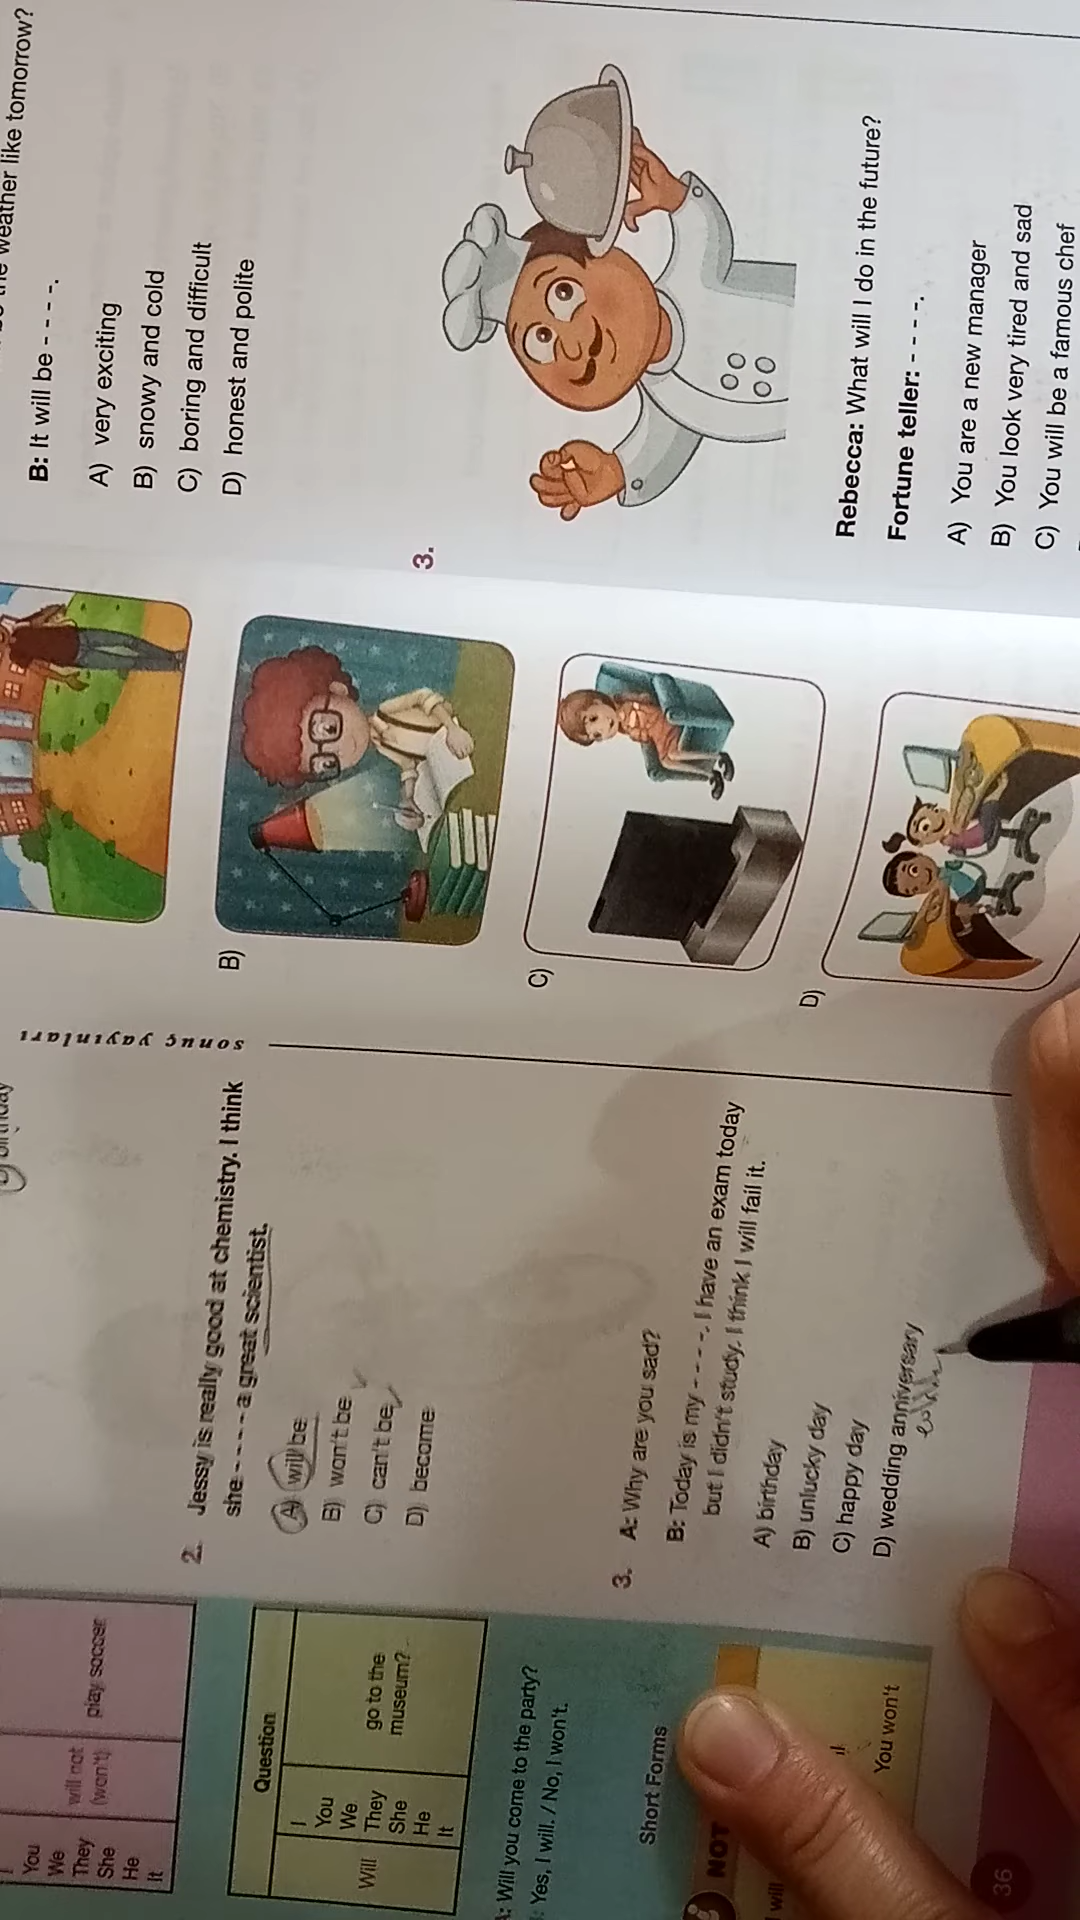 You
We
They
She
He
It
will not
(won't)
play soccer
Question
Will
I
You
We
They
She
He
It
go to the
museum?
: Will you come to the party?
: Yes, I will. / No, I won't.
Short Forms
NOT
will
You won't
36
birthday
2. Jessy is really good at chemistry. I think
she - - - - a great scientist.
A) will be
B) won't be
C) can't be
D) become
3. A: Why are you sad?
B: Today is my - - - -. I have an exam today
but I didn't study. I think I will fail it.
A) birthday
B) unlucky day
C) happy day
D) wedding anniversary
sonuç yayınları
B)
C)
D)
weather like tomorrow?
B: It will be - - - -.
A) very exciting
B) snowy and cold
C) boring and difficult
D) honest and polite
3.
Rebecca: What will I do in the future?
Fortune teller: - - - -.
A) You are a new manager
B) You look very tired and sad
C) You will be a famous chef